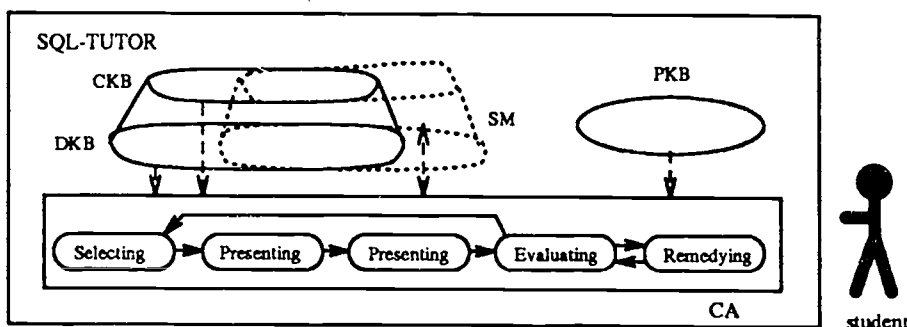 SQL-TUTOR
CKB
PKB
SM
DKB
Selecting
Presenting
Presenting
Evaluating
Remedying
CA
student